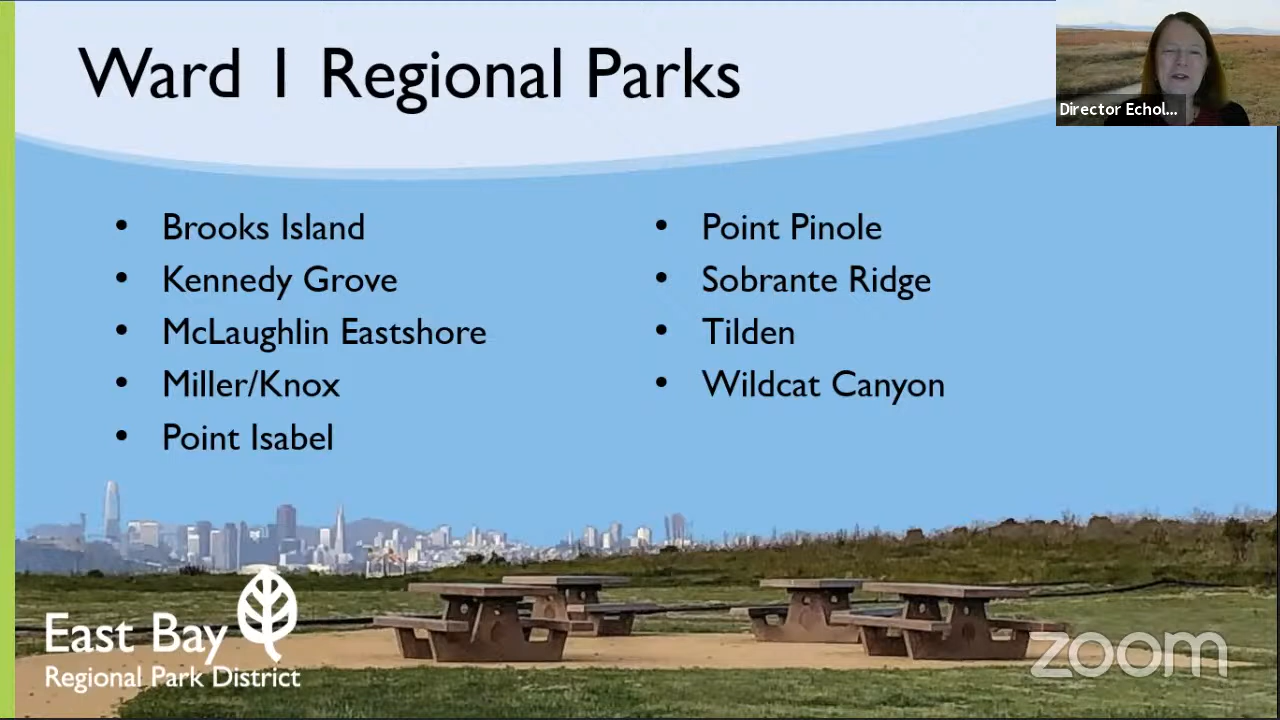 Ward 1 Regional Parks
Director Echol...
• Brooks Island
• Kennedy Grove
• McLaughlin Eastshore
• Miller/Knox
• Point Isabel
• Point Pinole
• Sobrante Ridge
• Tilden
• Wildcat Canyon
East Bay
Regional Park District
zoom